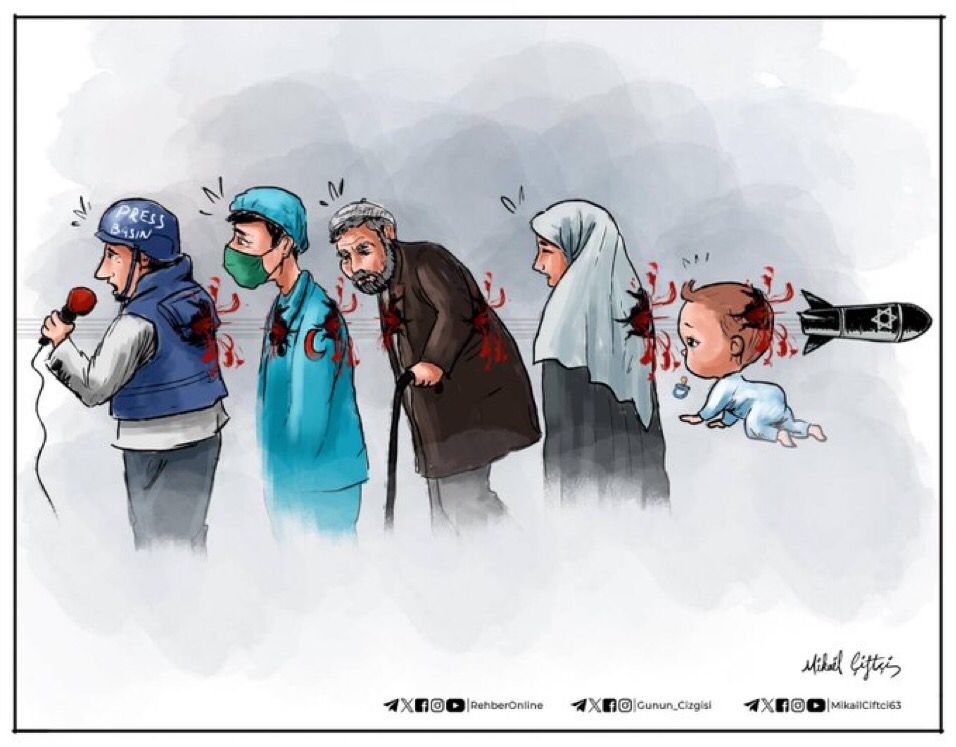 PRESS
BASIN
Mikail Çiftçi
|RehberOnline
|Gunun_Cizgisi
|MikailCiftci63